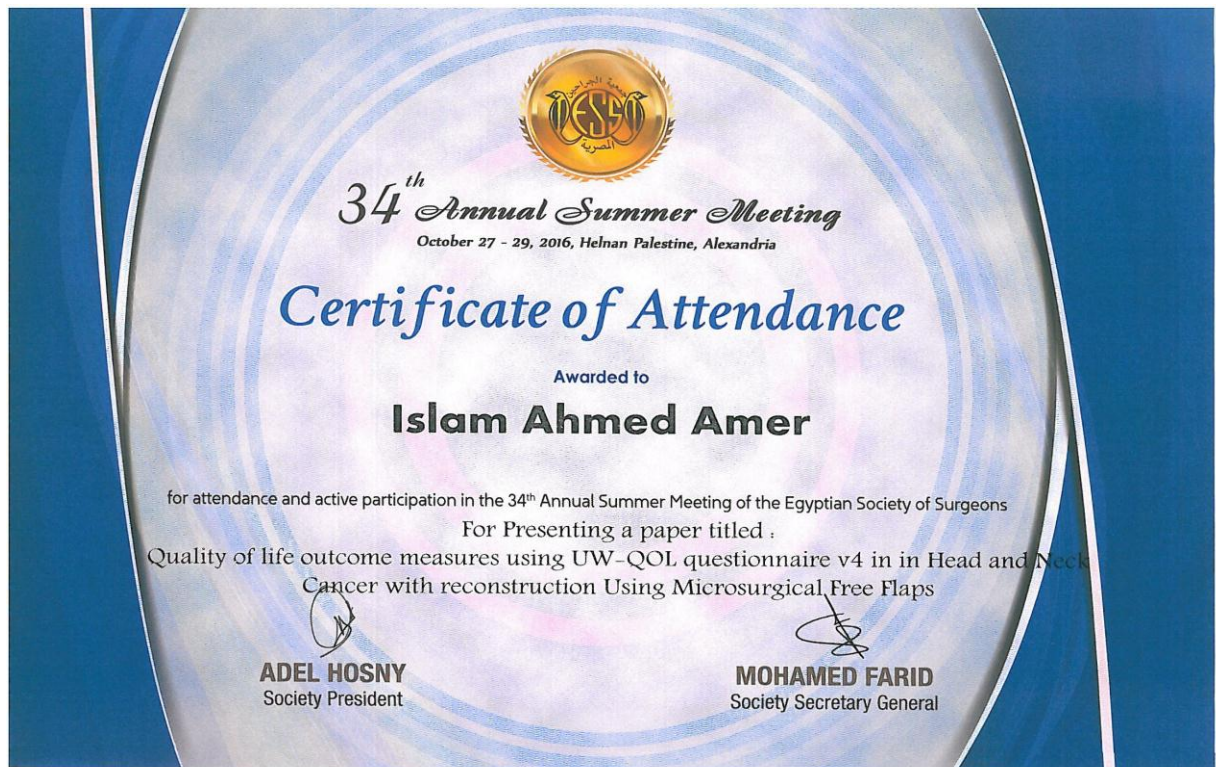 جمعية الجراحين
ESS
المصرية
34th Annual Summer Meeting
October 27 - 29, 2016, Helnan Palestine, Alexandria
Certificate of Attendance
Awarded to
Islam Ahmed Amer
for attendance and active participation in the 34th Annual Summer Meeting of the Egyptian Society of Surgeons
For Presenting a paper titled :
Quality of life outcome measures using UW-QOL questionnaire v4 in in Head and Neck
Cancer with reconstruction Using Microsurgical Free Flaps
ADEL HOSNY
Society President
MOHAMED FARID
Society Secretary General